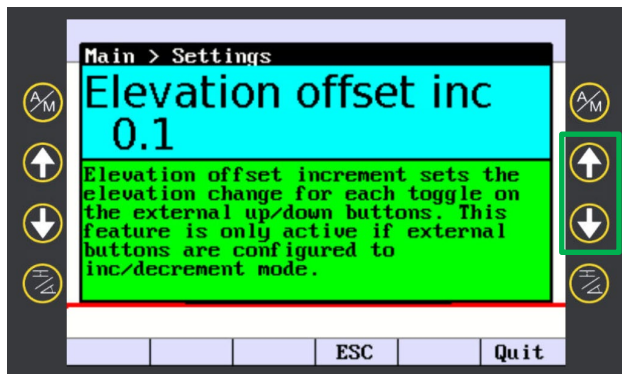 Main > Settings
Elevation offset inc
0.1
A/M
A/M
Elevation offset increment sets the
elevation change for each toggle on
the external up/down buttons. This
feature is only active if external
buttons are configured to
inc/decrement mode.
ESC
Quit